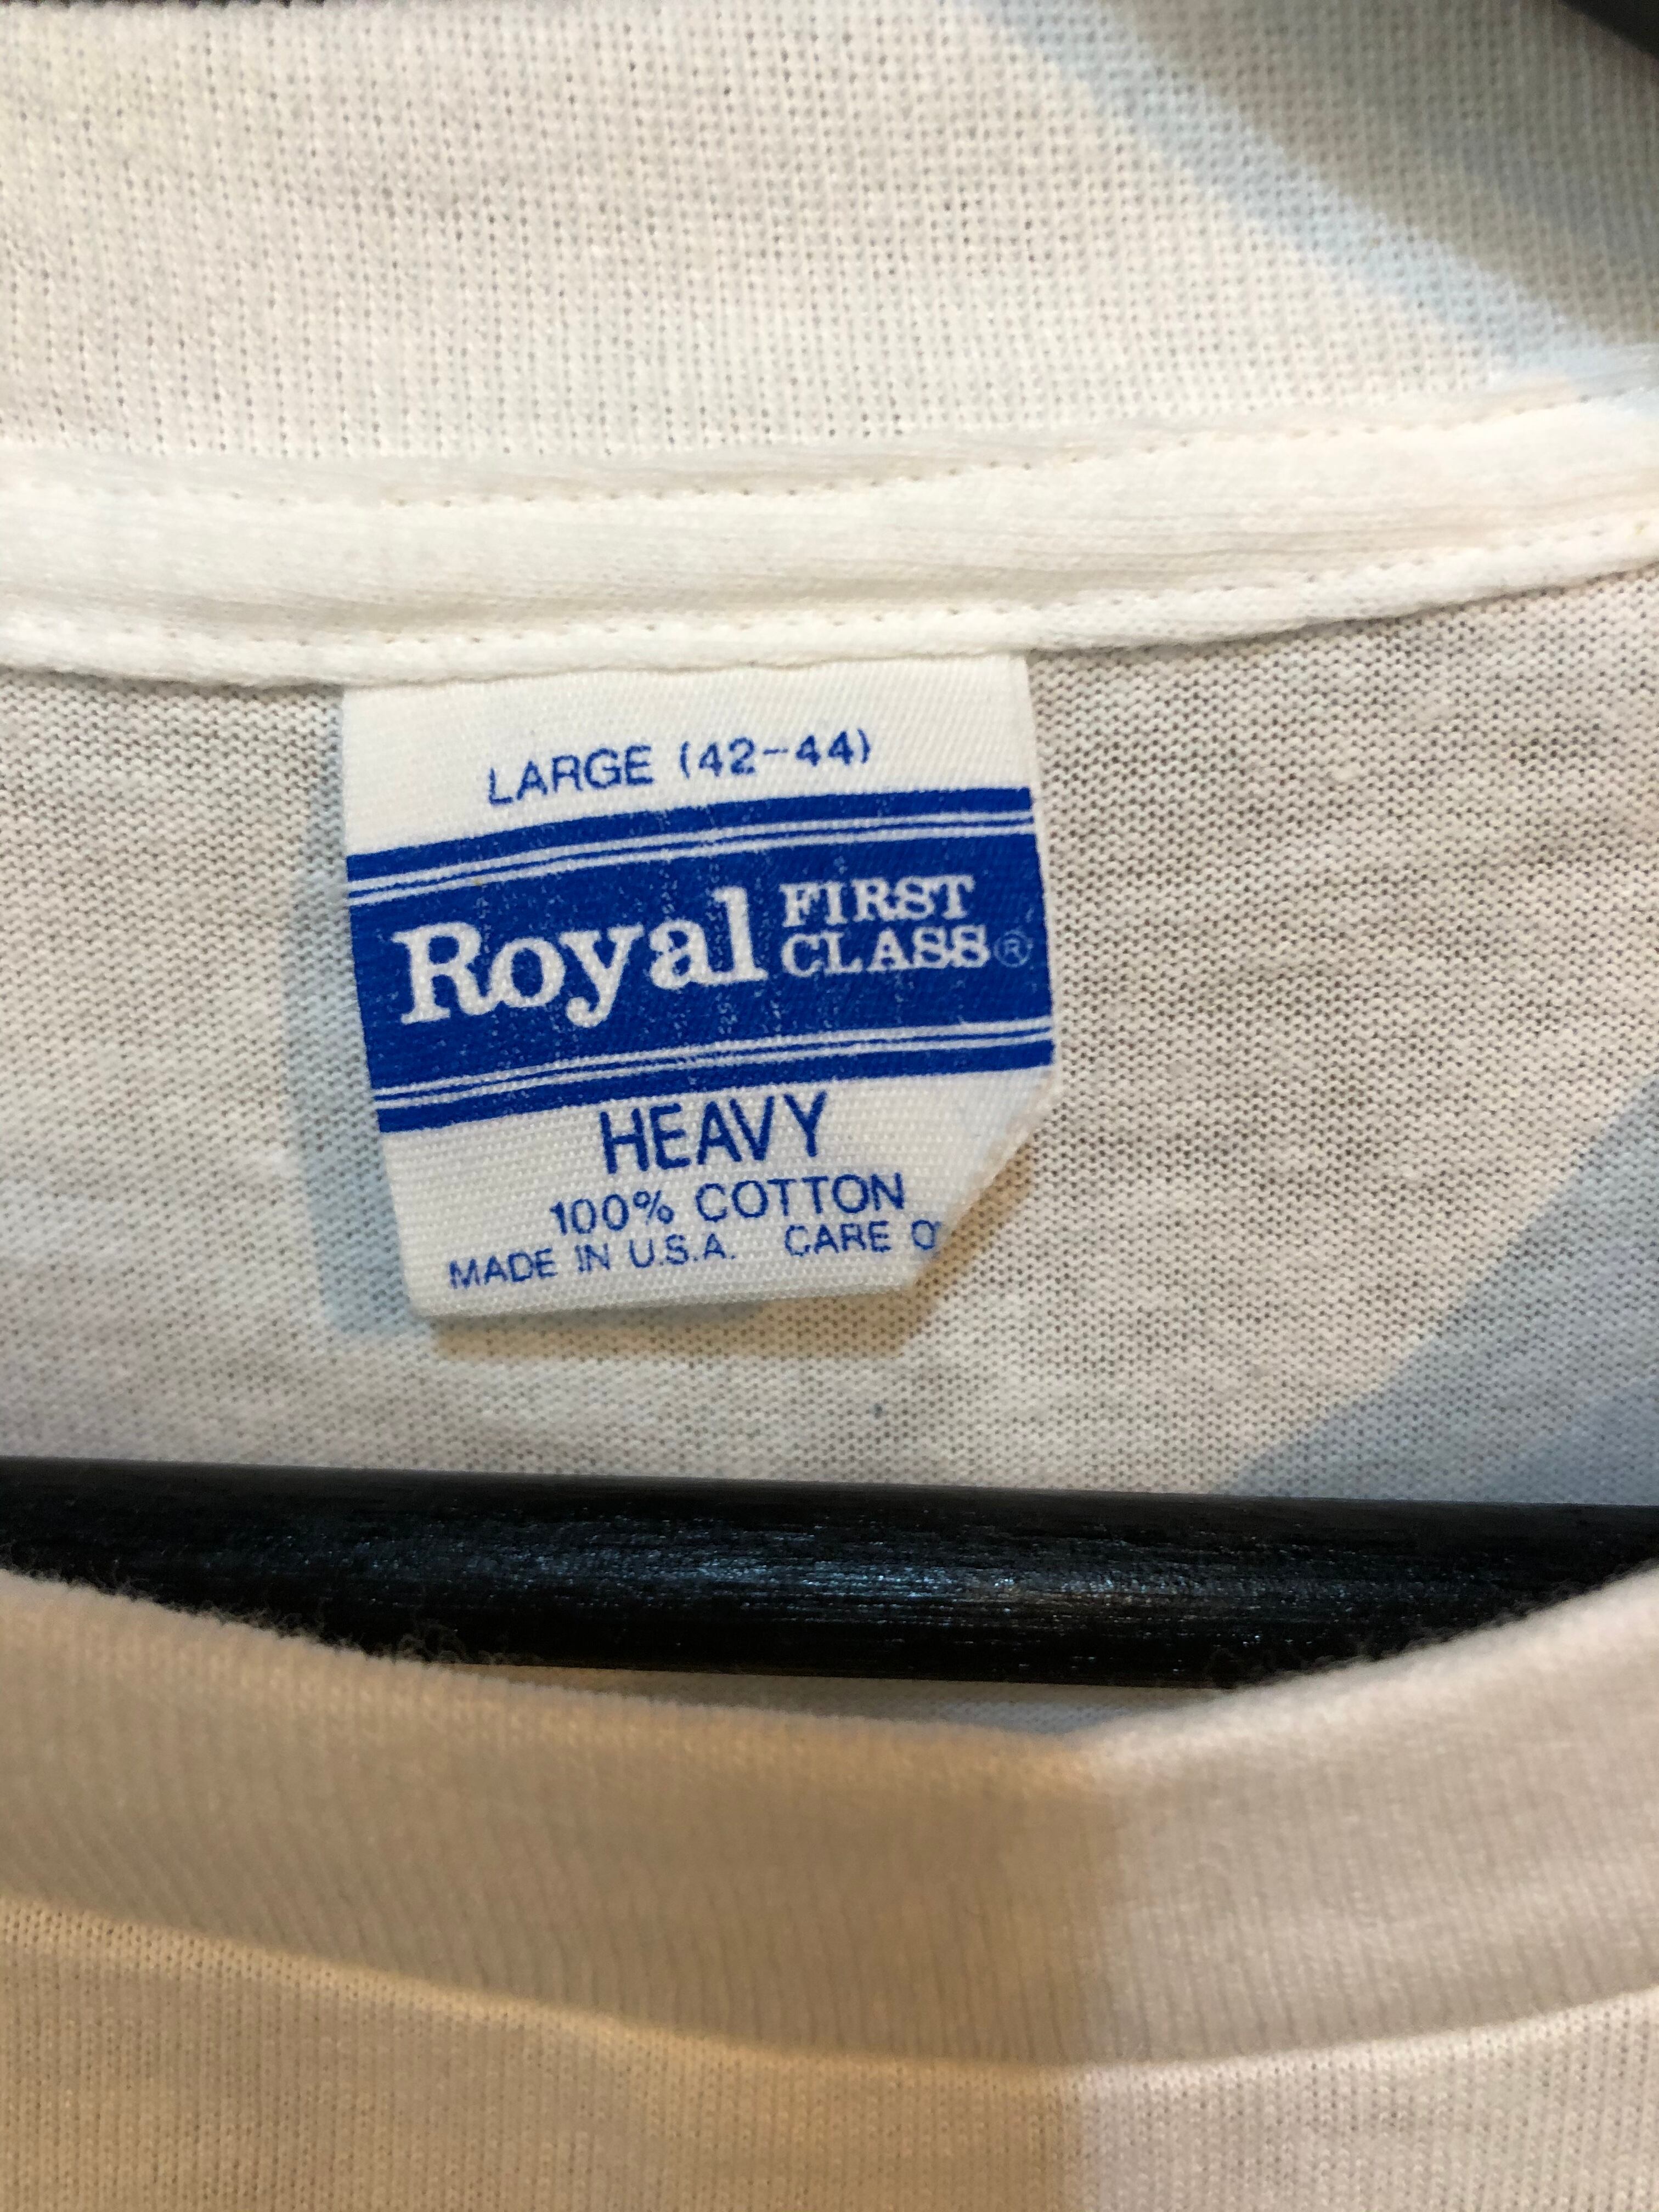 LARGE (42-44)
Royal FIRST
CLASS®
HEAVY
100% COTTON
MADE IN U.S.A. CARE